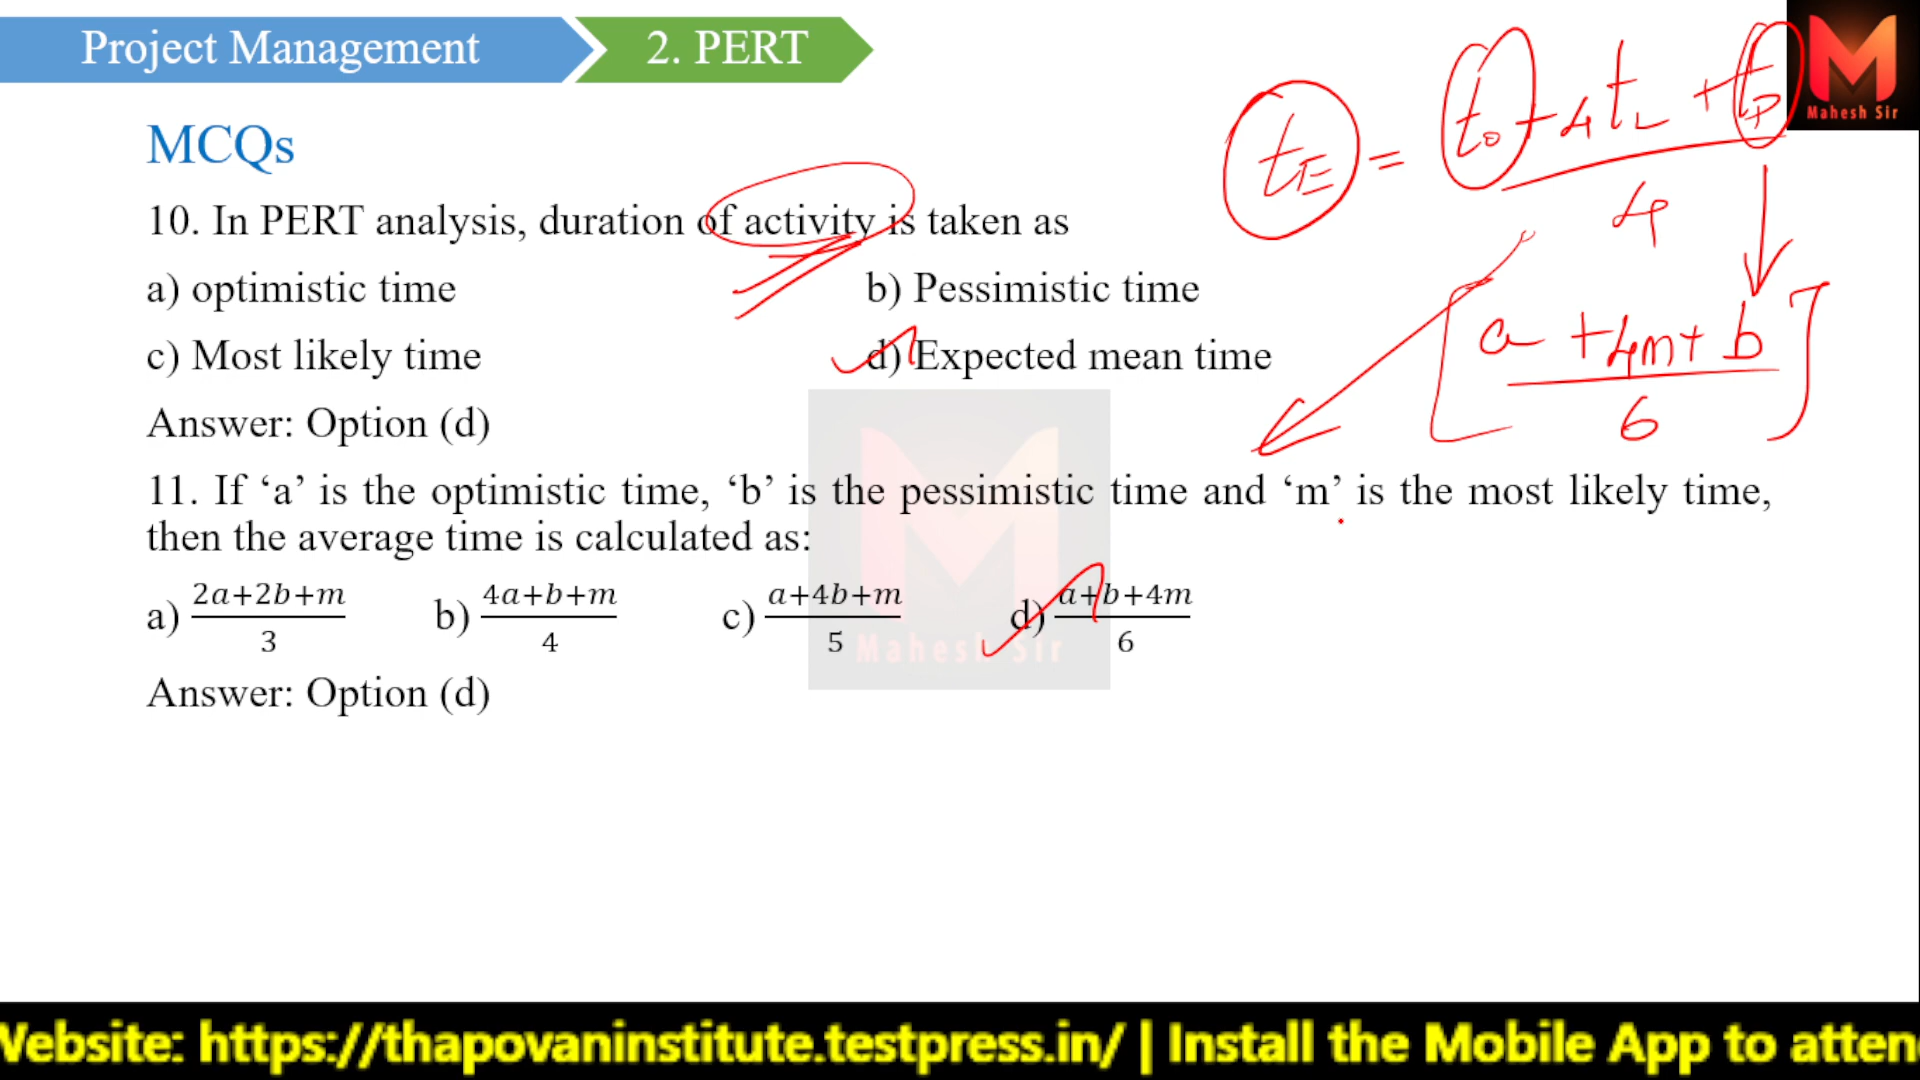 Project Management
2. PERT
Mahesh Sir
MCQs
10. In PERT analysis, duration of activity is taken as
a) optimistic time b) Pessimistic time
c) Most likely time d) Expected mean time
Answer: Option (d)
11. If ‘a’ is the optimistic time, ‘b’ is the pessimistic time and ‘m’ is the most likely time,
then the average time is calculated as:
a) (2a+2b+m)/3 b) (4a+b+m)/4 c) (a+4b+m)/5 d) (a+b+4m)/6
Answer: Option (d)
tE = (to + 4tL + tP)/4
[(a + 4m + b)/6]
Mahesh Sir
Website: https://thapovaninstitute.testpress.in/ | Install the Mobile App to atten